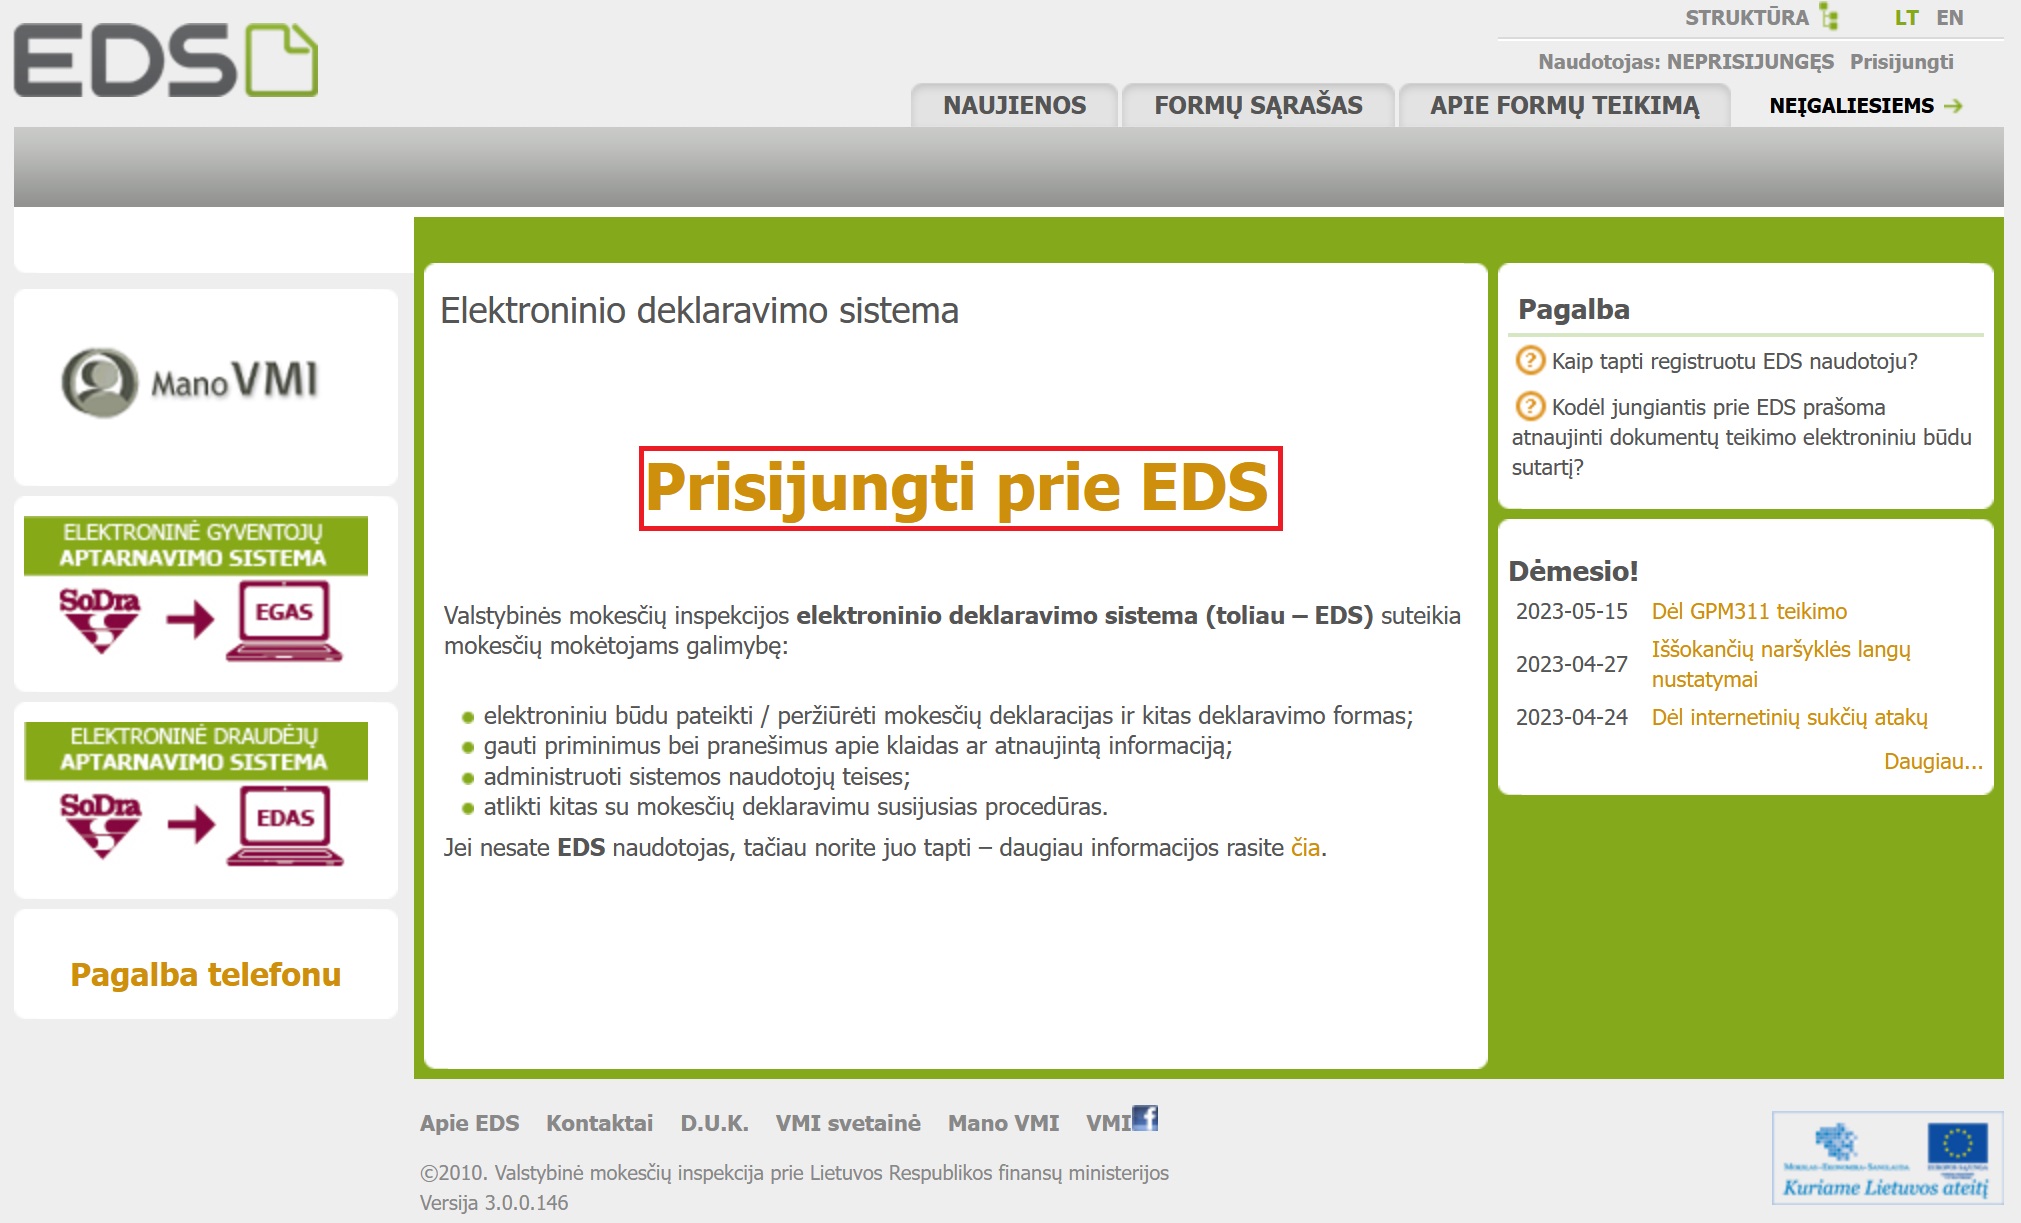 EDS
STRUKTŪRA
LT EN
Naudotojas: NEPRISIJUNGĘS Prisijungti
NAUJIENOS
FORMŲ SĄRAŠAS
APIE FORMŲ TEIKIMĄ
NEĮGALIESIEMS
Mano VMI
ELEKTRONINĖ GYVENTOJŲ
APTARNAVIMO SISTEMA
SoDra
EGAS
ELEKTRONINĖ DRAUDĖJŲ
APTARNAVIMO SISTEMA
SoDra
EDAS
Pagalba telefonu
Elektroninio deklaravimo sistema
Prisijungti prie EDS
Valstybinės mokesčių inspekcijos elektroninio deklaravimo sistema (toliau – EDS) suteikia
mokesčių mokėtojams galimybę:
elektroniniu būdu pateikti / peržiūrėti mokesčių deklaracijas ir kitas deklaravimo formas;
gauti priminimus bei pranešimus apie klaidas ar atnaujintą informaciją;
administruoti sistemos naudotojų teises;
atlikti kitas su mokesčių deklaravimu susijusias procedūras.
Jei nesate EDS naudotojas, tačiau norite juo tapti – daugiau informacijos rasite čia.
Pagalba
Kaip tapti registruotu EDS naudotoju?
Kodėl jungiantis prie EDS prašoma
atnaujinti dokumentų teikimo elektroniniu būdu
sutartį?
Dėmesio!
2023-05-15 Dėl GPM311 teikimo
2023-04-27 Iššokančių naršyklės langų
nustatymai
2023-04-24 Dėl internetinių sukčių atakų
Daugiau...
Apie EDS Kontaktai D.U.K. VMI svetainė Mano VMI VMI
©2010. Valstybinė mokesčių inspekcija prie Lietuvos Respublikos finansų ministerijos
Versija 3.0.0.146
Kuriame Lietuvos ateitį